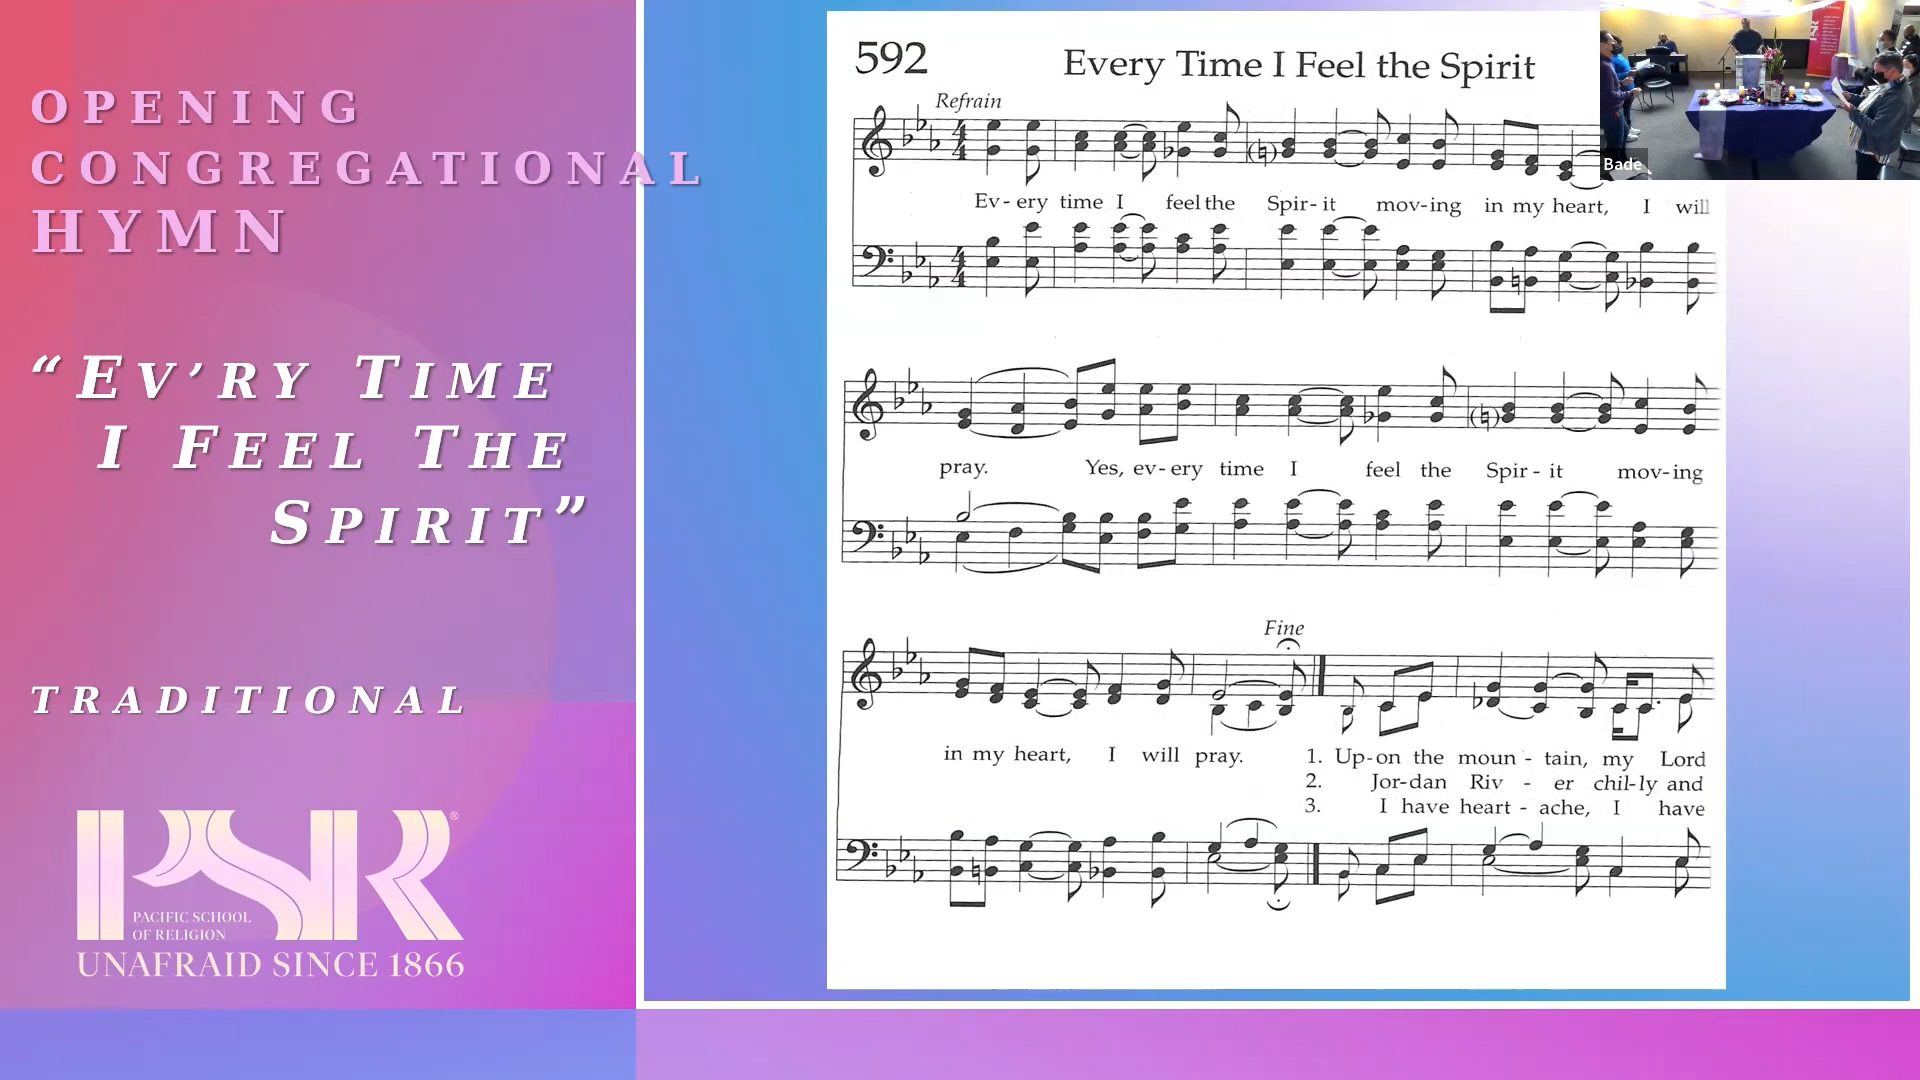 OPENING
CONGREGATIONAL
HYMN
“EV’RY TIME
I FEEL THE
SPIRIT”
TRADITIONAL
PSR®
PACIFIC SCHOOL
OF RELIGION
UNAFRAID SINCE 1866
592 Every Time I Feel the Spirit
Refrain
Ev - ery time I feel the Spir - it mov - ing in my heart, I will
pray. Yes, ev - ery time I feel the Spir - it mov - ing
Fine
in my heart, I will pray. 1. Up - on the moun - tain, my Lord
2. Jor - dan Riv - er chil - ly and
3. I have heart - ache, I have
Bade